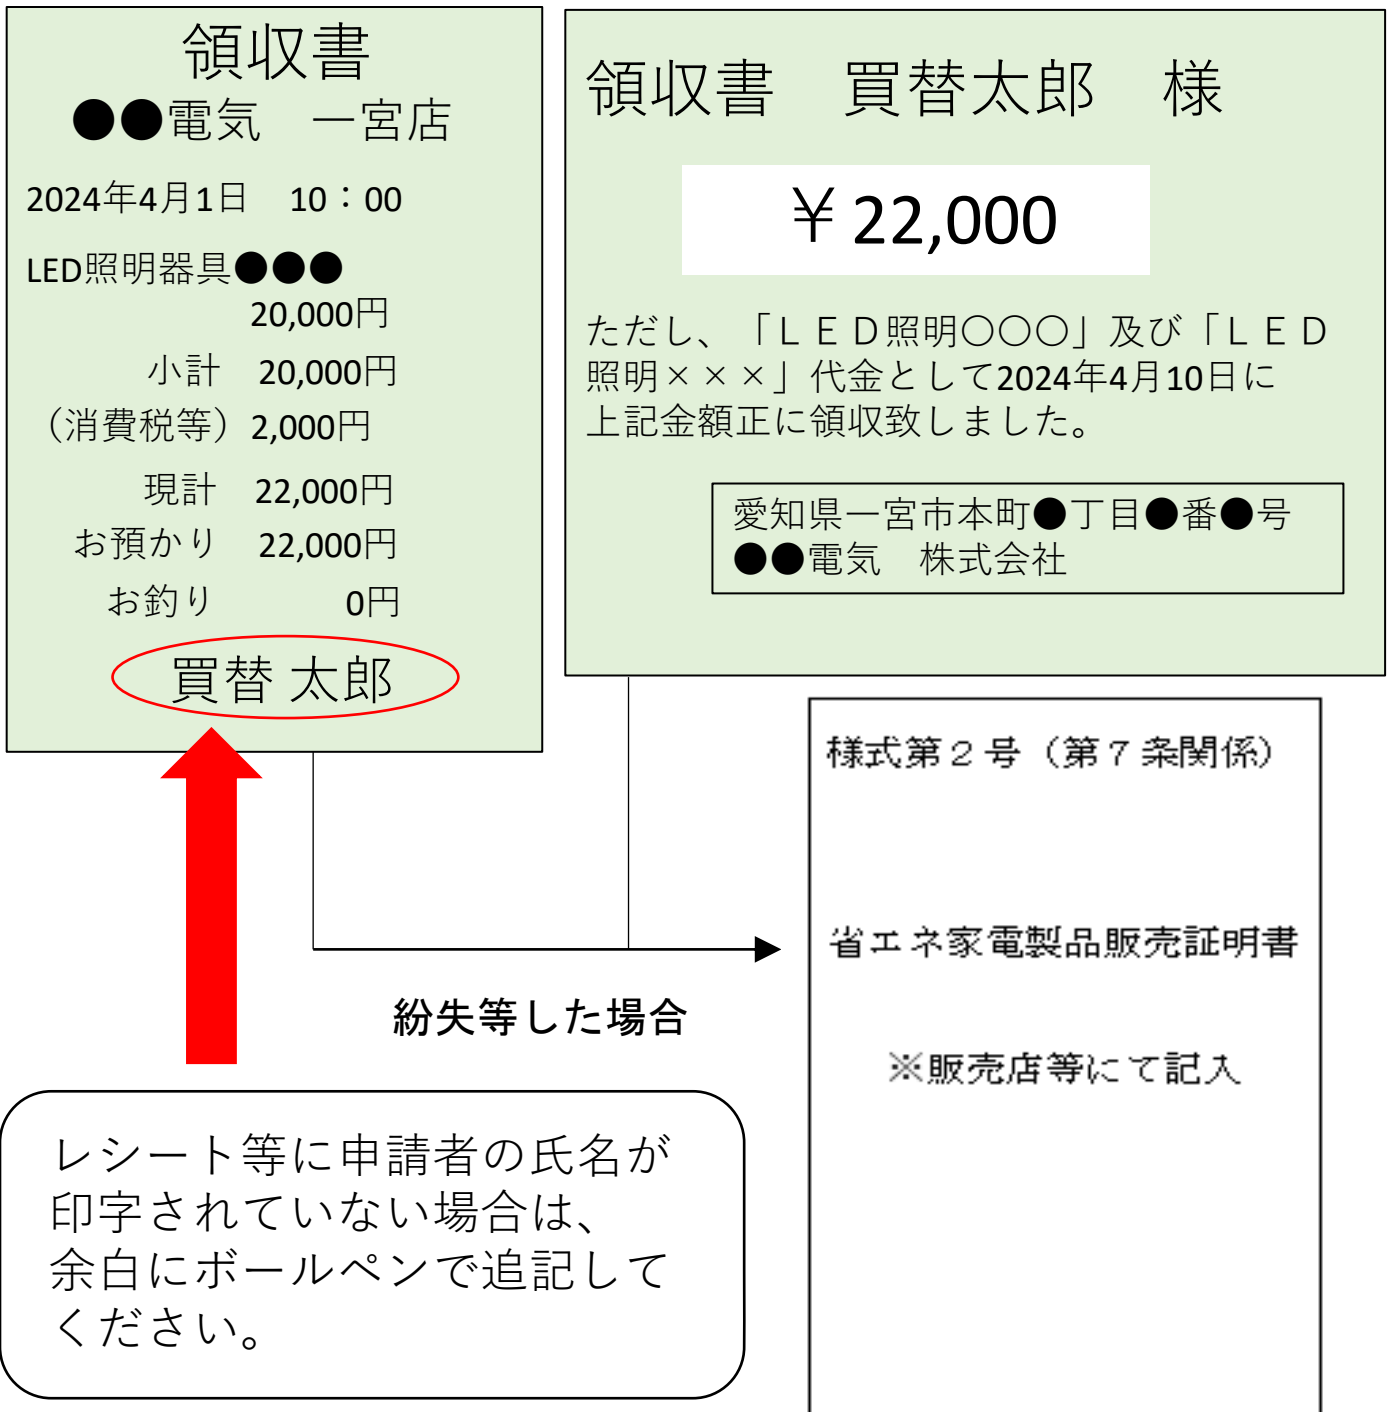 領収書
●●電気　一宮店
2024年4月1日　10：00
LED照明器具●●●
20,000円
小計　20,000円
（消費税等）2,000円
現計　22,000円
お預かり　22,000円
お釣り　0円
買替 太郎
領収書　買替太郎　様
￥22,000
ただし、「ＬＥＤ照明〇〇〇」及び「ＬＥＤ
照明×××」代金として2024年4月10日に
上記金額正に領収致しました。
愛知県一宮市本町●丁目●番●号
●●電気　株式会社
紛失等した場合
様式第２号（第７条関係）
省エネ家電製品販売証明書
※販売店等にて記入
レシート等に申請者の氏名が
印字されていない場合は、
余白にボールペンで追記して
ください。